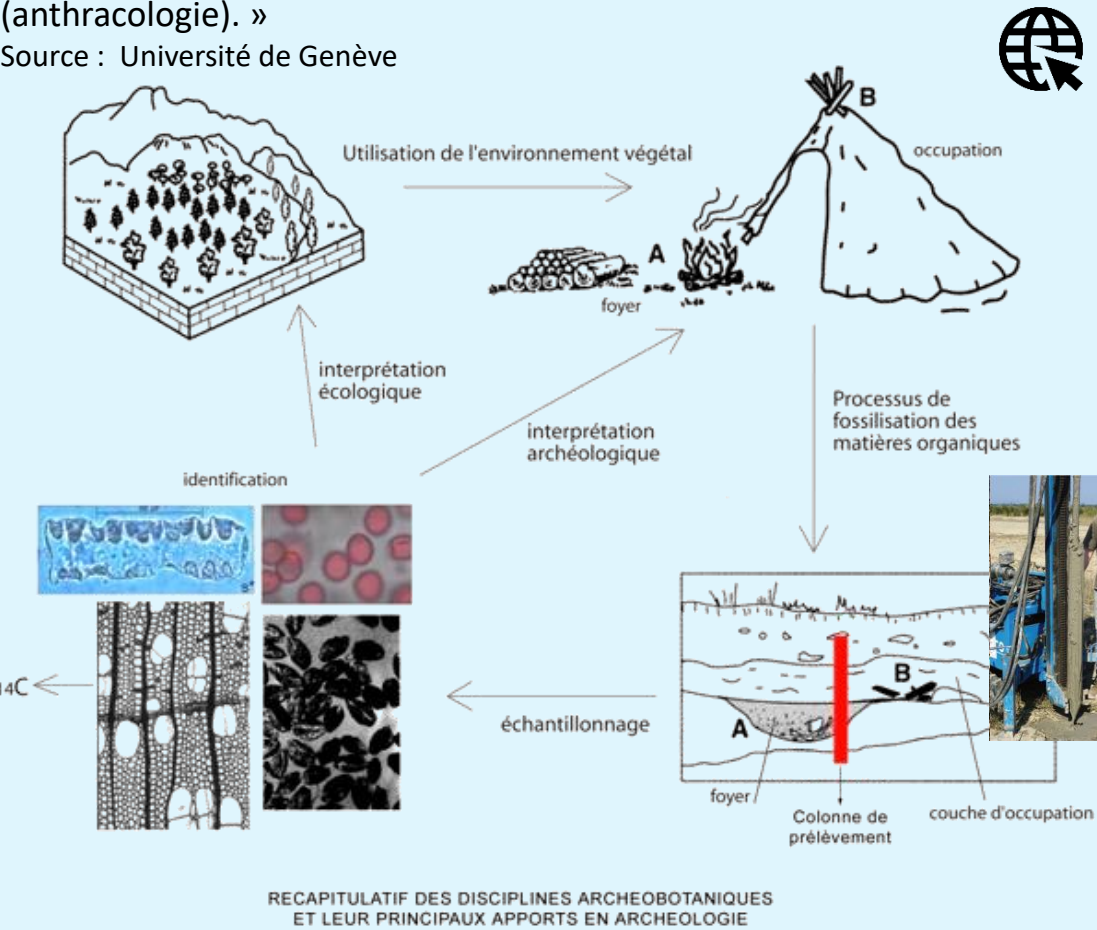 (anthracologie). »
Source : Université de Genève
B
Utilisation de l'environnement végétal
occupation
A
foyer
interprétation
écologique
Processus de
fossilisation des
matières organiques
interprétation
archéologique
identification
B
14C
échantillonnage
A
foyer
Colonne de
prélèvement
couche d'occupation
RECAPITULATIF DES DISCIPLINES ARCHEOBOTANIQUES
ET LEUR PRINCIPAUX APPORTS EN ARCHEOLOGIE